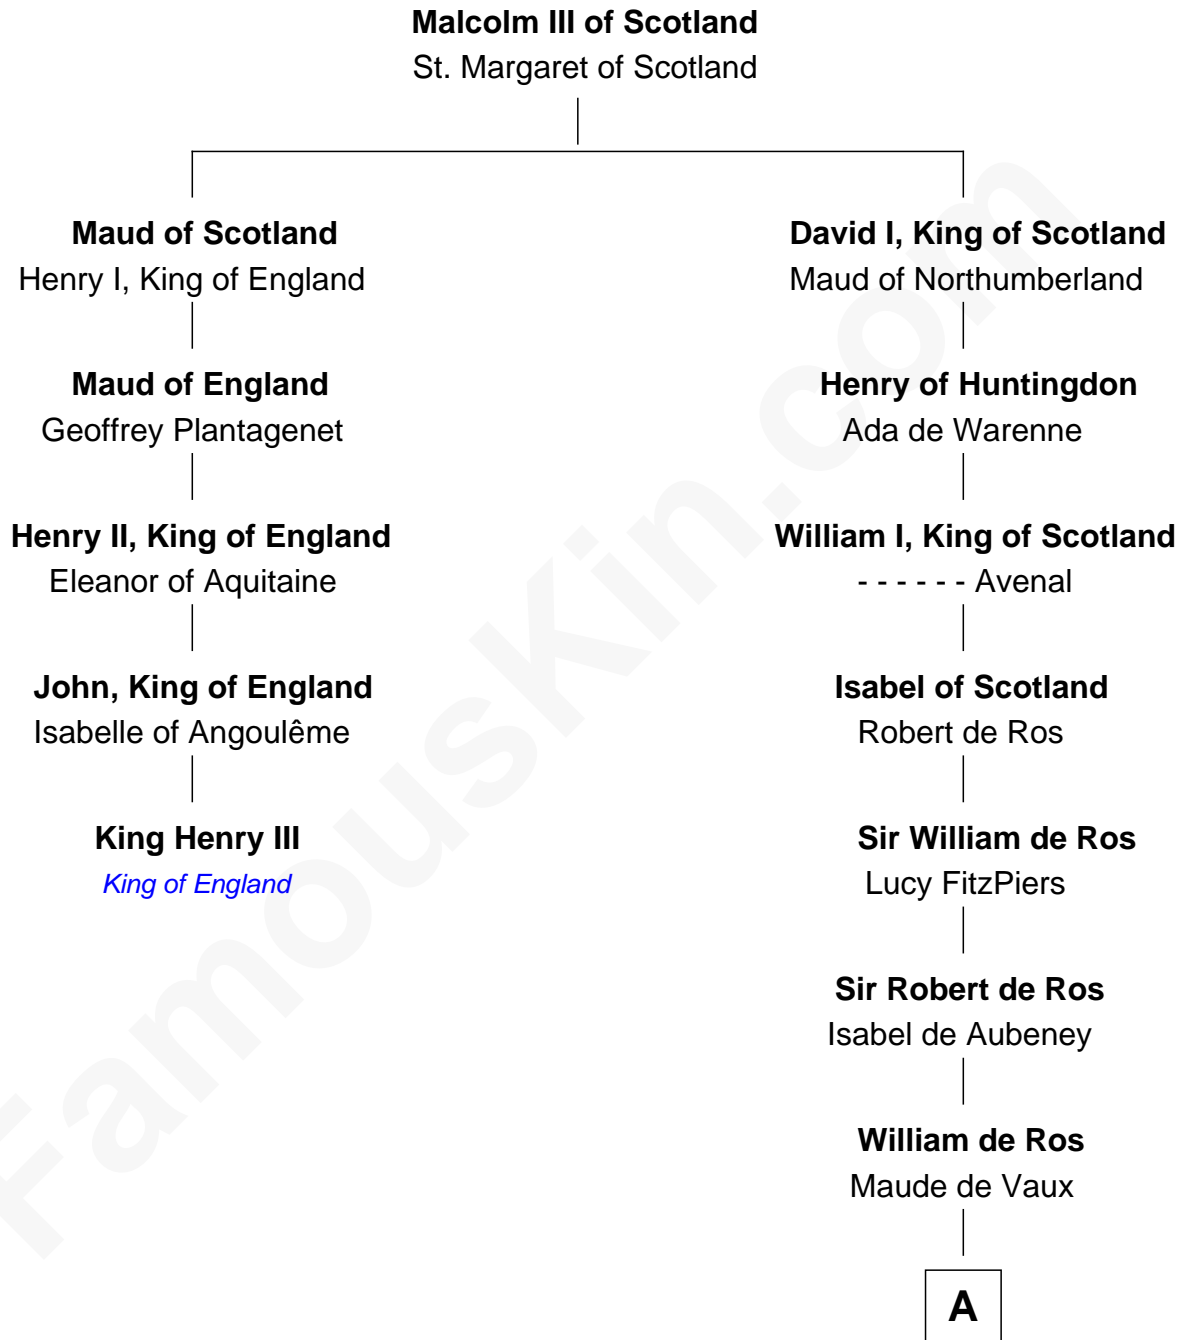 Malcolm III of Scotland
St. Margaret of Scotland
Maud of Scotland
Henry I, King of England
David I, King of Scotland
Maud of Northumberland
Maud of England
Geoffrey Plantagenet
Henry of Huntingdon
Ada de Warenne
Henry II, King of England
Eleanor of Aquitaine
William I, King of Scotland
- - - - - - Avenal
John, King of England
Isabelle of Angoulême
Isabel of Scotland
Robert de Ros
King Henry III
King of England
Sir William de Ros
Lucy FitzPiers
Sir Robert de Ros
Isabel de Aubeney
William de Ros
Maude de Vaux
A
FamousKin.com